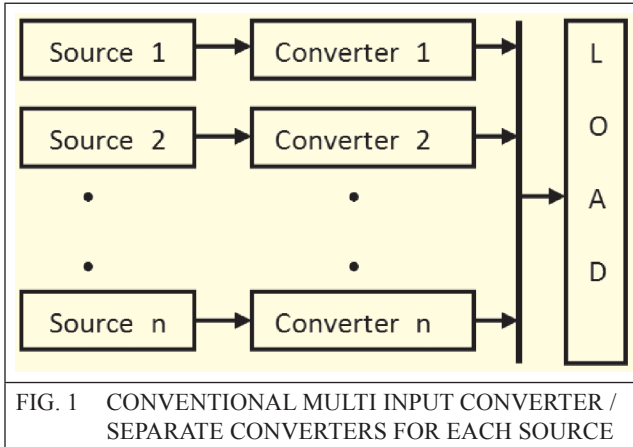 Source 1 Converter 1 L
Source 2 Converter 2 O
A
D
Source n Converter n
FIG. 1 CONVENTIONAL MULTI INPUT CONVERTER /
SEPARATE CONVERTERS FOR EACH SOURCE